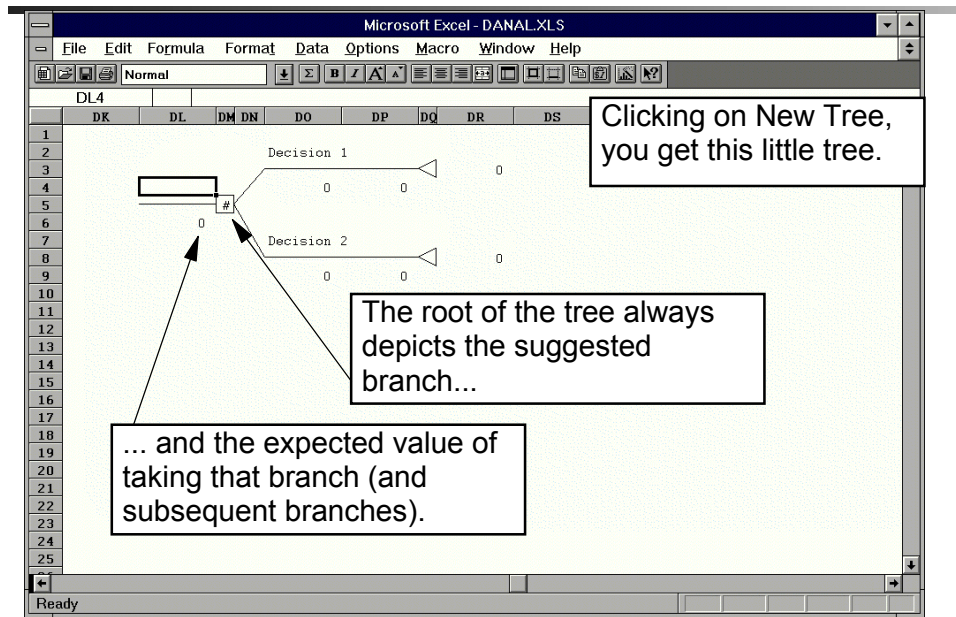 Microsoft Excel - DANAL.XLS
File Edit Formula Format Data Options Macro Window Help
Normal Σ B I A A
DL4
DK DL DM DN DO DP DQ DR DS
Clicking on New Tree,
you get this little tree.
1
2 Decision 1
3 0
4 0 0
5 #
6 0
7 Decision 2
8 0
9 0 0
10
11
12
13
14
15
16
17
18
19
20
21
22
23
24
25
The root of the tree always
depicts the suggested
branch...
... and the expected value of
taking that branch (and
subsequent branches).
Ready